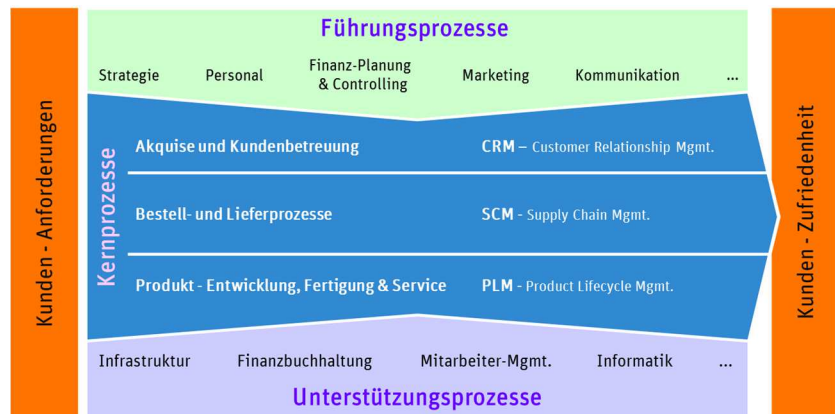 Kunden - Anforderungen
Führungsprozesse
Strategie Personal Finanz-Planung & Controlling Marketing Kommunikation ...
Kernprozesse
Akquise und Kundenbetreuung CRM – Customer Relationship Mgmt.
Bestell- und Lieferprozesse SCM - Supply Chain Mgmt.
Produkt - Entwicklung, Fertigung & Service PLM - Product Lifecycle Mgmt.
Infrastruktur Finanzbuchhaltung Mitarbeiter-Mgmt. Informatik ...
Unterstützungsprozesse
Kunden - Zufriedenheit